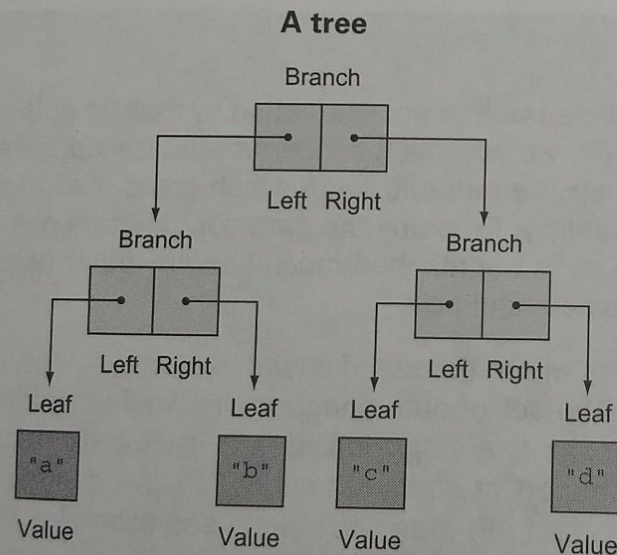 A tree
Branch
Left Right
Branch
Branch
Left Right
Left Right
Leaf
Leaf
Leaf
Leaf
"a"
"b"
"c"
"d"
Value
Value
Value
Value